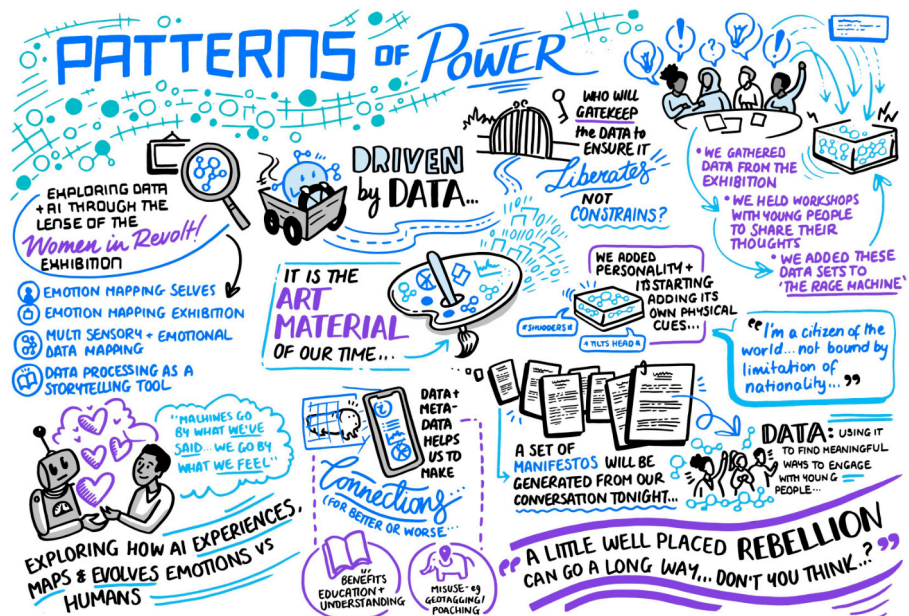 PATTERNS OF POWER
EXPLORING DATA
+ AI THROUGH THE
LENSE OF THE
Women in Revolt!
EXHIBITION
EMOTION MAPPING SELVES
EMOTION MAPPING EXHIBITION
MULTI SENSORY + EMOTIONAL
DATA MAPPING
DATA PROCESSING AS A
STORYTELLING TOOL
DRIVEN
by DATA...
WHO WILL
GATEKEEP
the DATA to
ENSURE IT
Liberates
NOT
CONSTRAINS?
• WE GATHERED
DATA FROM THE
EXHIBITION
• WE HELD WORKSHOPS
WITH YOUNG PEOPLE
TO SHARE THEIR
THOUGHTS
• WE ADDED THESE
DATA SETS TO
'THE RAGE MACHINE'
IT IS THE
ART
MATERIAL
OF OUR TIME...
WE ADDED
PERSONALITY +
IT'S STARTING
ADDING ITS
OWN PHYSICAL
CUES...
*SHUDDERS*
*TILTS HEAD*
"I'm a citizen of the
world... not bound by
limitation of
nationality..."
"MACHINES GO
BY WHAT WE'VE
SAID... WE GO BY
WHAT WE FEEL"
EXPLORING HOW AI EXPERIENCES,
MAPS & EVOLVES EMOTIONS VS
HUMANS
DATA +
META-
DATA
HELPS
US TO
MAKE
Connections
(FOR BETTER OR WORSE...
BENEFITS
EDUCATION +
UNDERSTANDING
MISUSE - eg
GEOTAGGING/
POACHING
A SET OF
MANIFESTOS WILL BE
GENERATED FROM OUR
CONVERSATION TONIGHT...
DATA: USING IT
TO FIND MEANINGFUL
WAYS TO ENGAGE
WITH YOUNG
PEOPLE...
"A LITTLE WELL PLACED REBELLION
CAN GO A LONG WAY... DON'T YOU THINK..?"